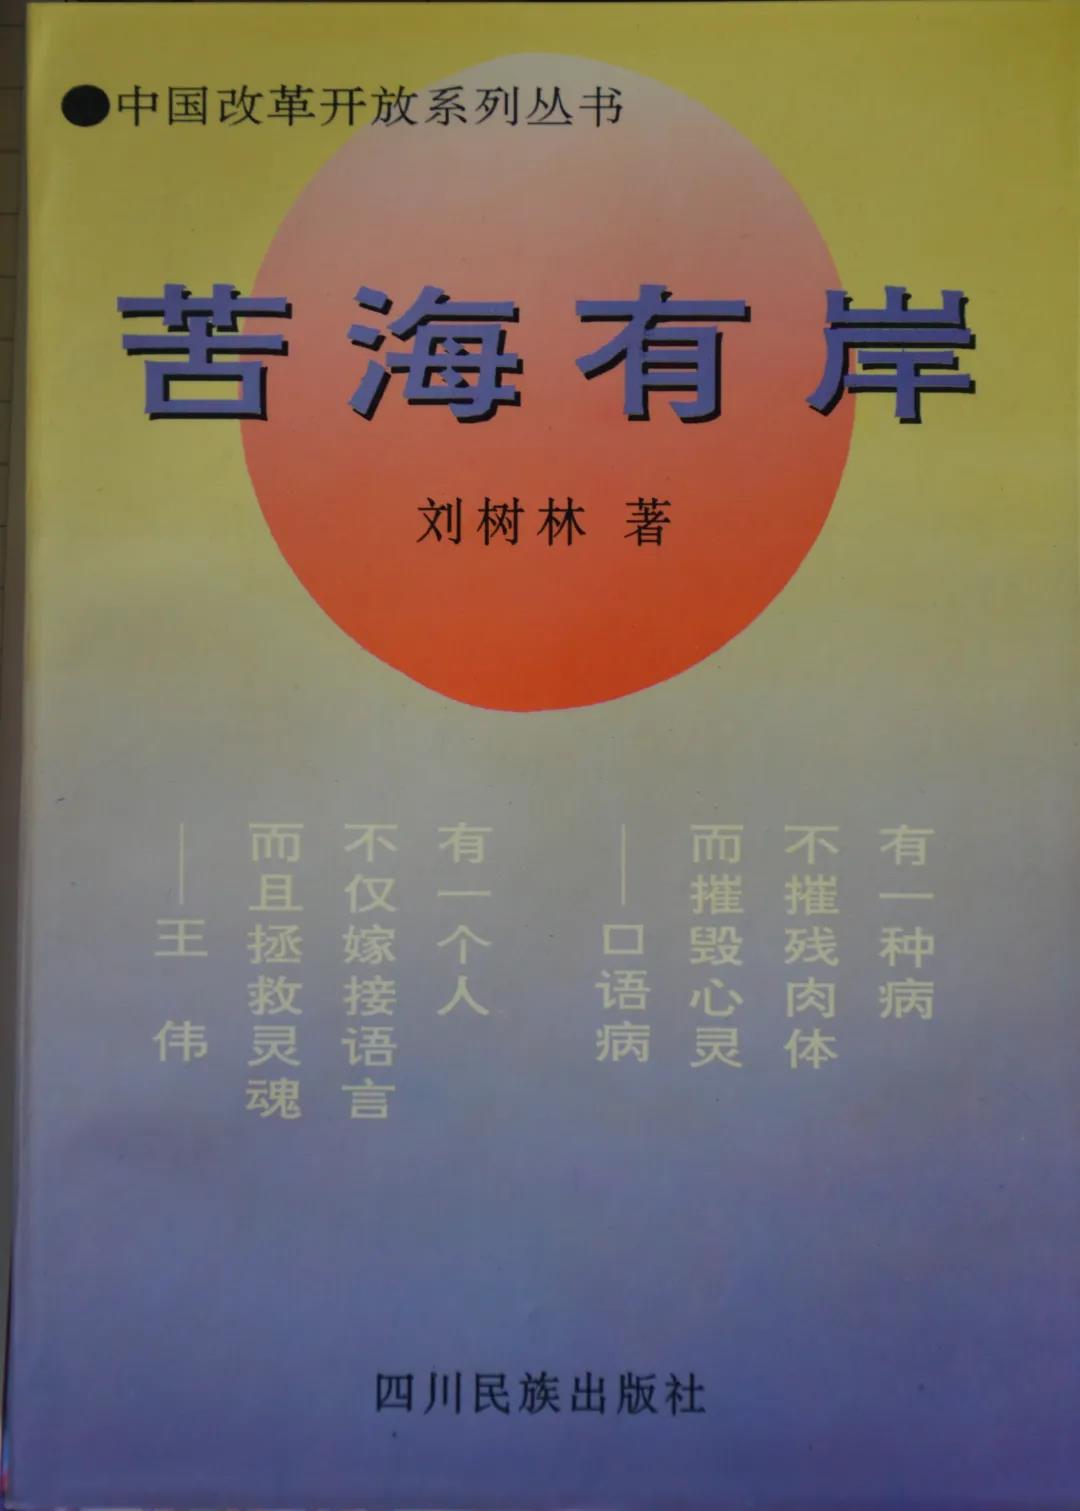 ●中国改革开放系列丛书
苦海有岸
刘树林 著
有一种病
不摧残肉体
而摧毁心灵
——口语病
有一个人
不仅嫁接语言
而且拯救灵魂
——王 伟
四川民族出版社